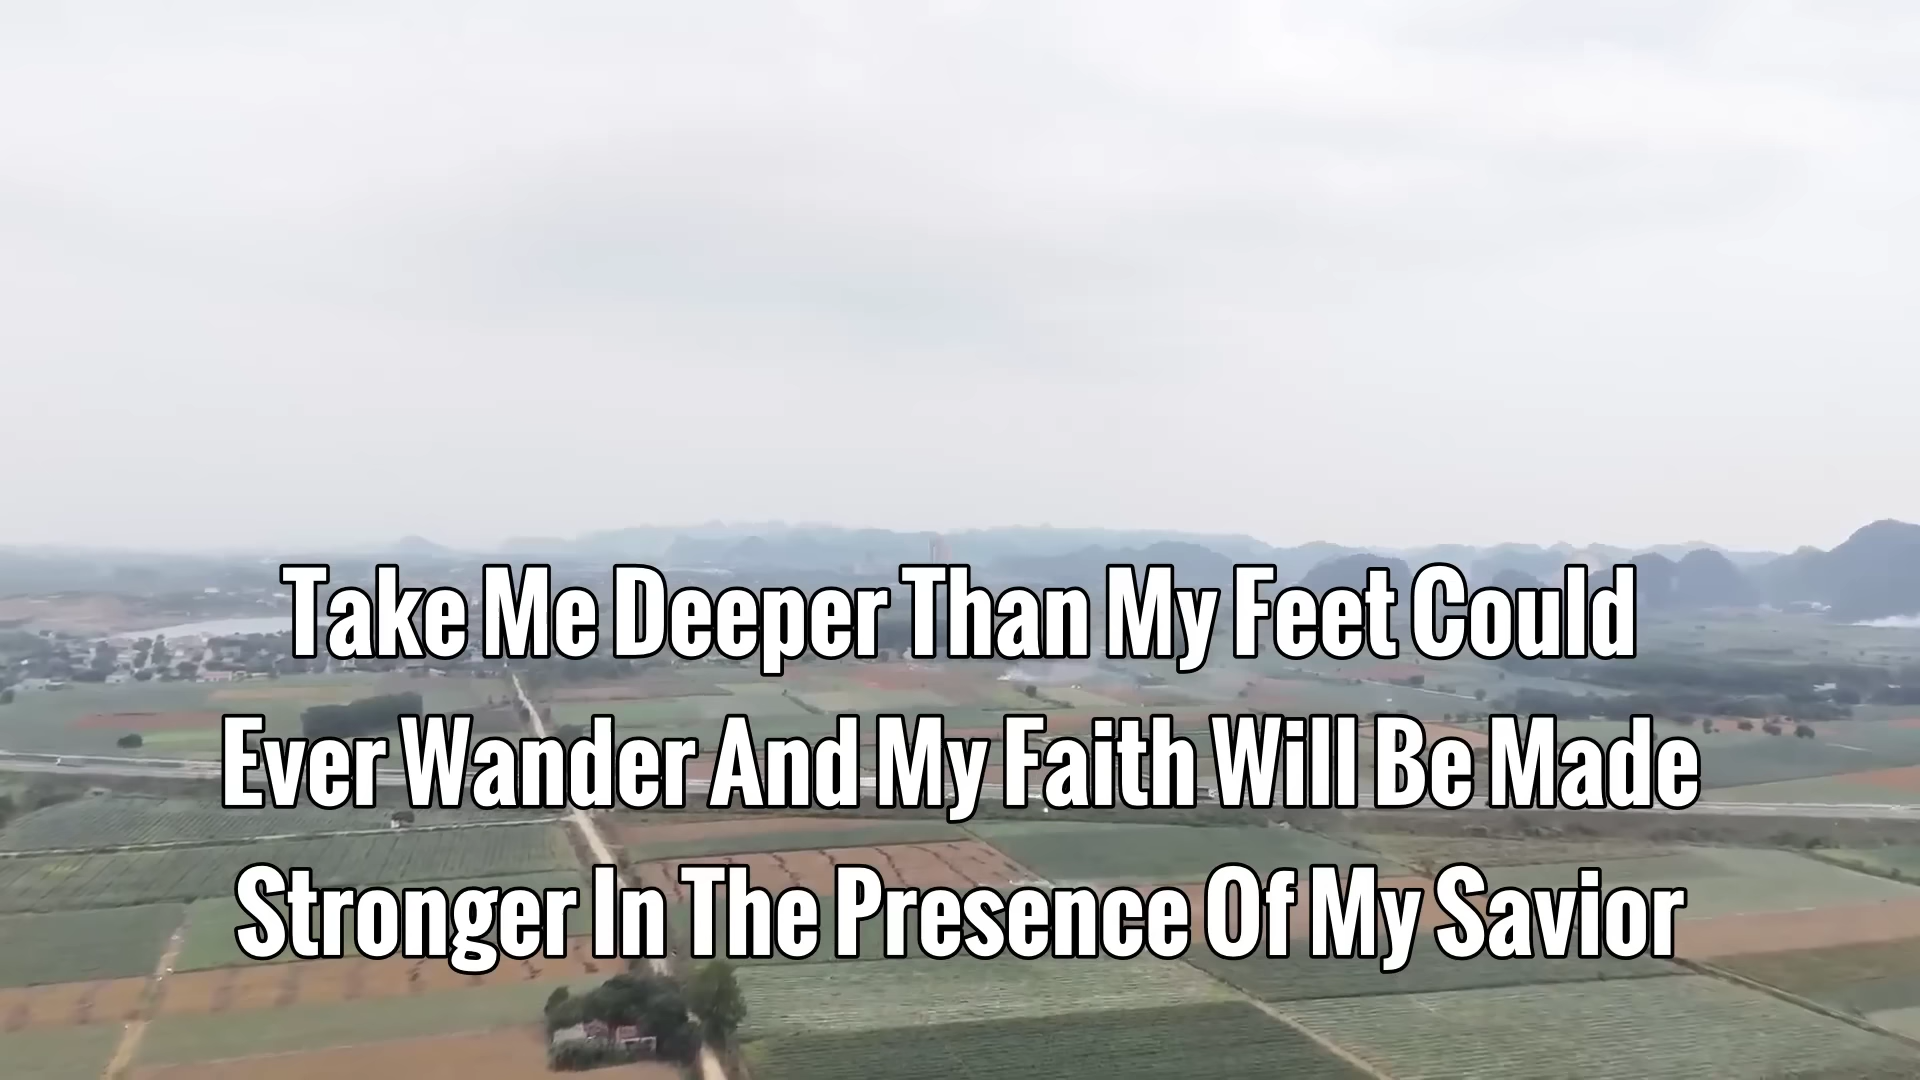 Take Me Deeper Than My Feet Could
Ever Wander And My Faith Will Be Made
Stronger In The Presence Of My Savior